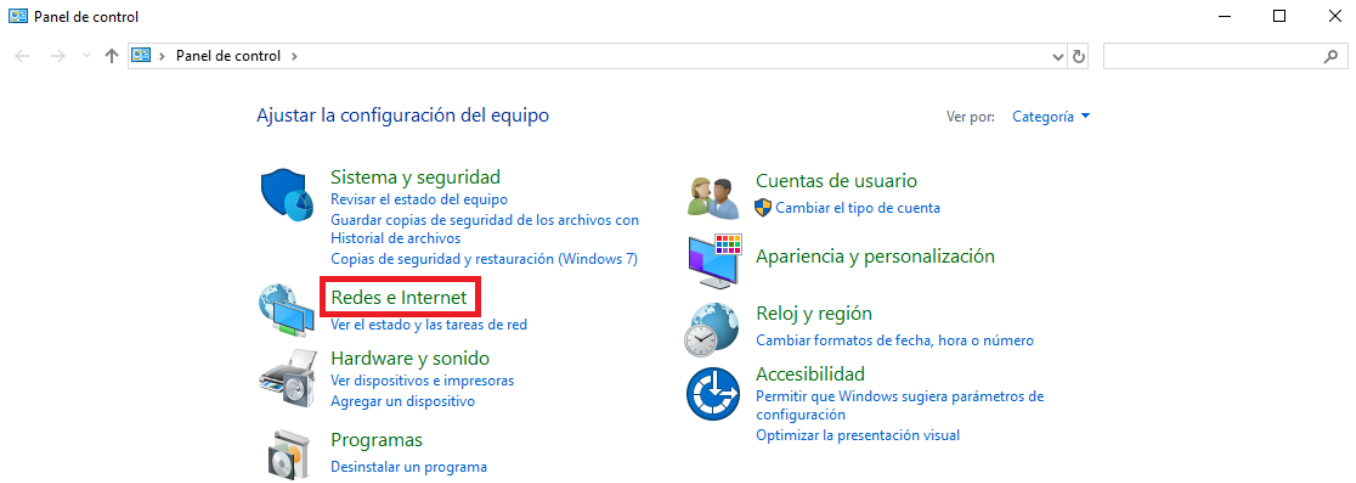 Panel de control
Panel de control
Ajustar la configuración del equipo
Ver por: Categoría
Sistema y seguridad
Revisar el estado del equipo
Guardar copias de seguridad de los archivos con
Historial de archivos
Copias de seguridad y restauración (Windows 7)
Redes e Internet
Ver el estado y las tareas de red
Hardware y sonido
Ver dispositivos e impresoras
Agregar un dispositivo
Programas
Desinstalar un programa
Cuentas de usuario
Cambiar el tipo de cuenta
Apariencia y personalización
Reloj y región
Cambiar formatos de fecha, hora o número
Accesibilidad
Permitir que Windows sugiera parámetros de
configuración
Optimizar la presentación visual